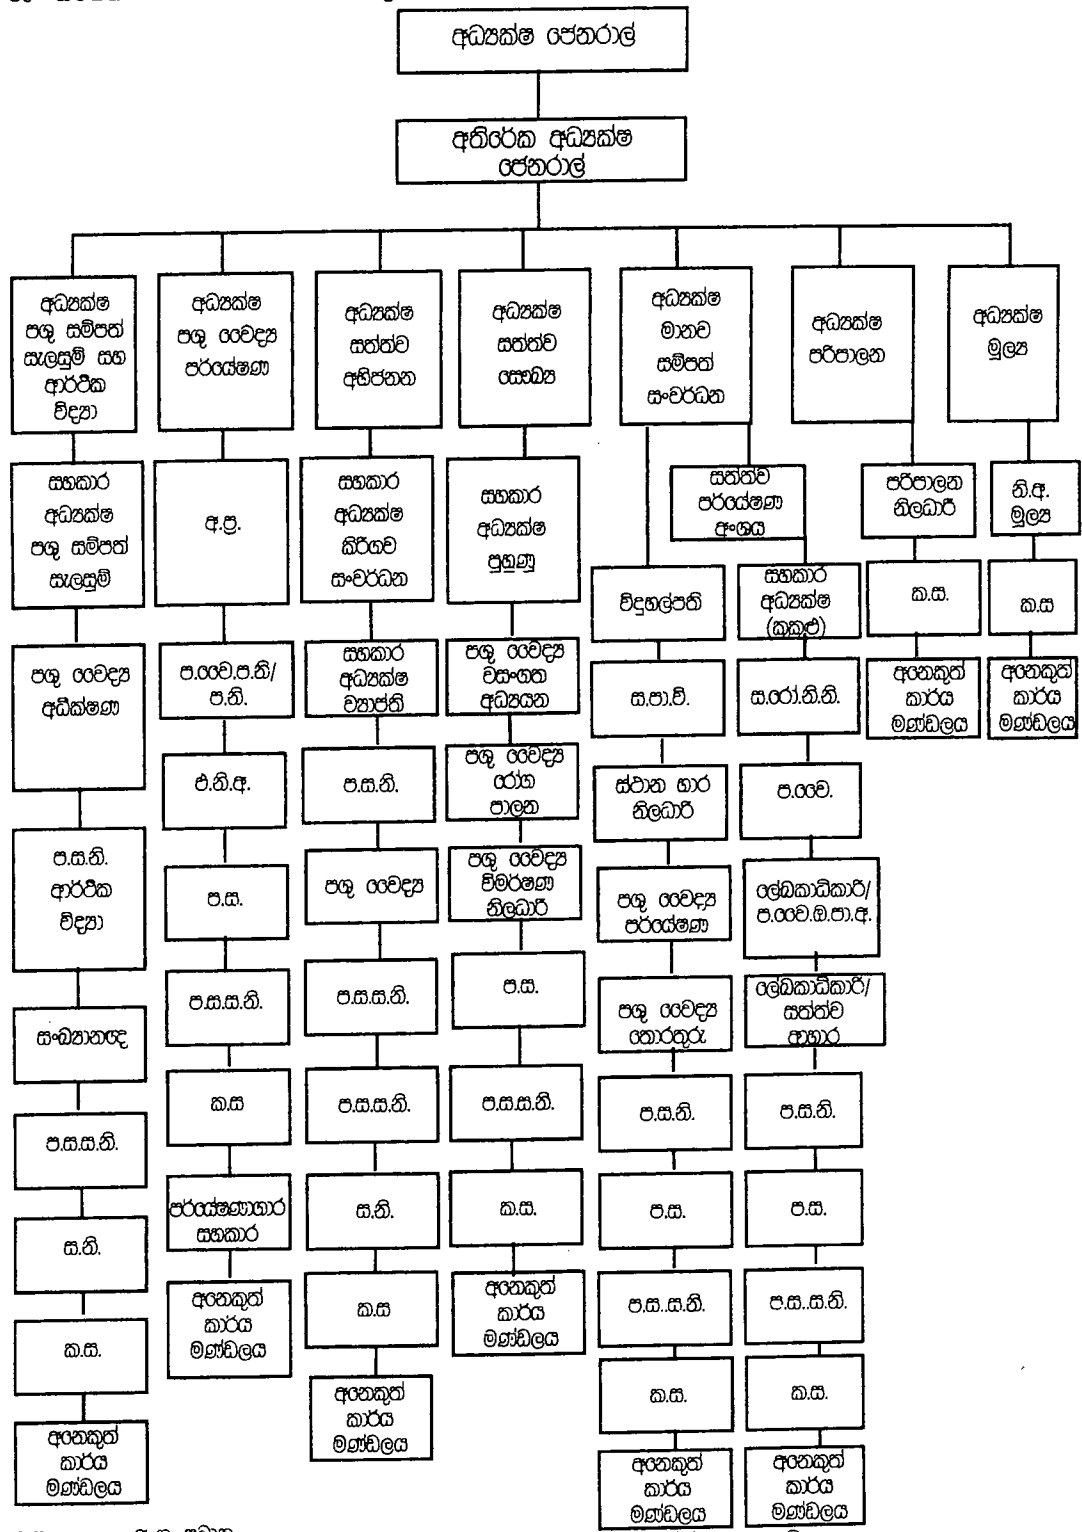 අධ්‍යක්ෂ ජෙනරාල්
අතිරේක අධ්‍යක්ෂ
ජෙනරාල්
අධ්‍යක්ෂ
පශු සම්පත්
සැලසුම් සහ
ආර්ථික
විද්‍යා
සහකාර
අධ්‍යක්ෂ
පශු සම්පත්
සැලසුම්
පශු වෛද්‍ය
අධීක්ෂණ
ප.ස.නි.
ආර්ථික
විද්‍යා
සංඛ්‍යානඥ
ප.ස.ස.නි.
ස.නි.
ක.ස.
අනෙකුත්
කාර්ය
මණ්ඩලය
අධ්‍යක්ෂ
පශු වෛද්‍ය
පර්යේෂණ
අ.ප්‍ර.
ප.වෛ.ප.නි/
ප.නි.
ඵ.නි.අ.
ප.ස.
ප.ස.ස.නි.
ක.ස
පර්යේෂණාගාර
සහකාර
අනෙකුත්
කාර්ය
මණ්ඩලය
අධ්‍යක්ෂ
සත්ත්ව
අභිජනන
සහකාර
අධ්‍යක්ෂ
කිරිගව
සංවර්ධන
සහකාර
අධ්‍යක්ෂ
ව්‍යාප්ති
ප.ස.නි.
පශු වෛද්‍ය
ප.ස.ස.නි.
ප.ස.ස.නි.
ස.නි.
ක.ස
අනෙකුත්
කාර්ය
මණ්ඩලය
අධ්‍යක්ෂ
සත්ත්ව
සෞඛ්‍ය
සහකාර
අධ්‍යක්ෂ
පුහුණු
පශු වෛද්‍ය
වසංගත
අධ්‍යයන
පශු වෛද්‍ය
රෝග
පාලන
පශු වෛද්‍ය
විමර්ෂණ
නිලධාරි
ප.ස.
ප.ස.ස.නි.
ක.ස.
අනෙකුත්
කාර්ය
මණ්ඩලය
අධ්‍යක්ෂ
මානව
සම්පත්
සංවර්ධන
විදුහල්පති
ස.පා.වි.
ස්ථාන භාර
නිලධාරි
පශු වෛද්‍ය
පර්යේෂණ
පශු වෛද්‍ය
තොරතුරු
ප.ස.නි.
ප.ස.
ප.ස..ස.නි.
ක.ස.
අනෙකුත්
කාර්ය
මණ්ඩලය
සත්ත්ව
පර්යේෂණ
අංශය
සහකාර
අධ්‍යක්ෂ
(කුකුළු)
ස.රෝ.නි.නි.
ප.වෛ.
ලේඛකාධිකාරි/
ප.වෛ.ඔ.පා.අ.
ලේඛකාධිකාරි/
සත්ත්ව
ආහාර
ප.ස.නි.
ප.ස.
ප.ස..ස.නි.
ක.ස.
අනෙකුත්
කාර්ය
මණ්ඩලය
අධ්‍යක්ෂ
පරිපාලන
පරිපාලන
නිලධාරී
ක.ස.
අනෙකුත්
කාර්ය
මණ්ඩලය
අධ්‍යක්ෂ
මූල්‍ය
නි.අ.
මූල්‍ය
ක.ස
අනෙකුත්
කාර්ය
මණ්ඩලය